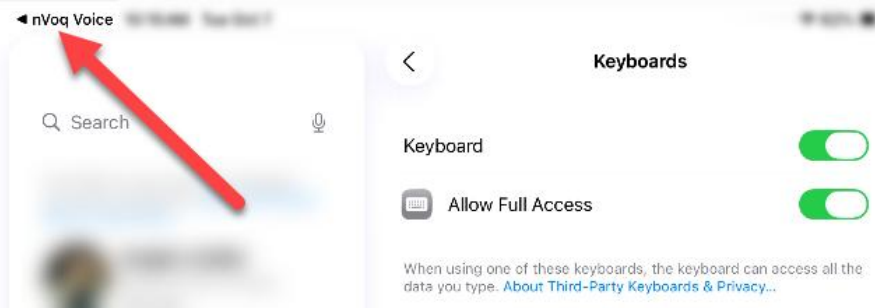 ◀ nVoq Voice
Keyboards
Search
Keyboard
Allow Full Access
When using one of these keyboards, the keyboard can access all the
data you type. About Third-Party Keyboards & Privacy...